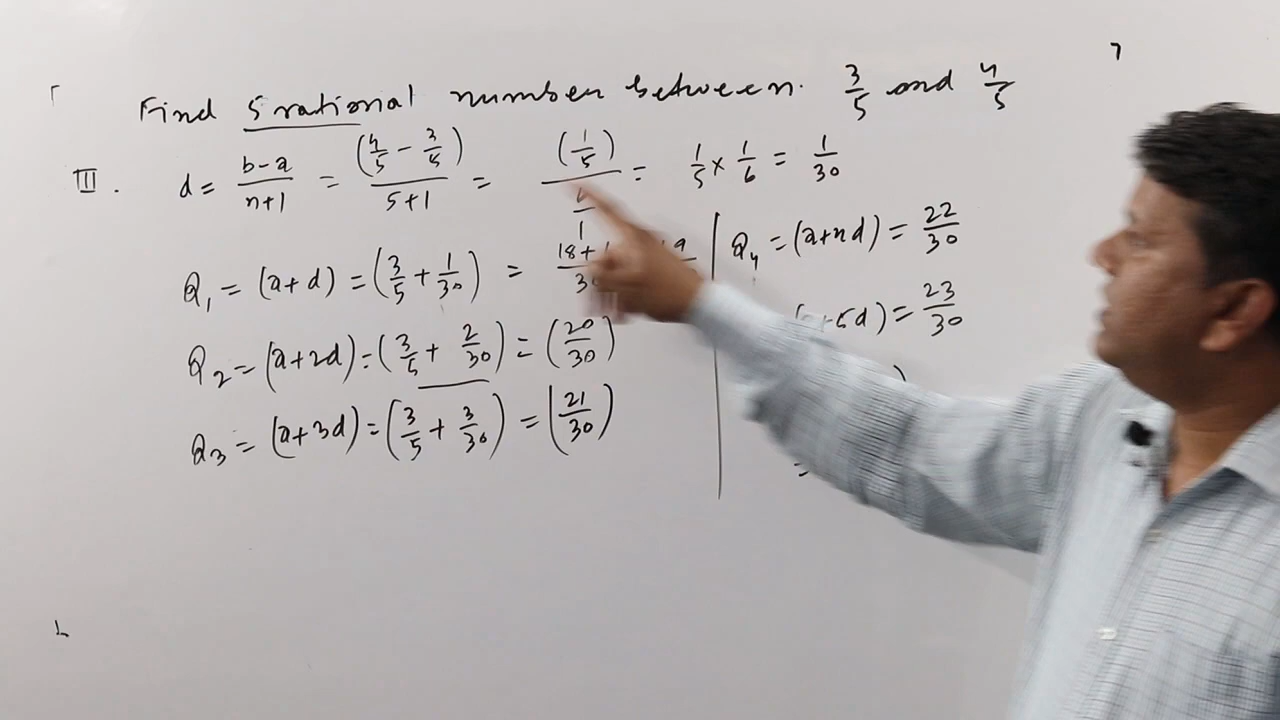 Find 5 rational number between. 3/5 and 4/5
III. d = (b-a)/(n+1) = (4/5 - 3/5)/(5+1) = (1/5)/ = 1/5 × 1/6 = 1/30
Q₁ = (a+d) = (3/5 + 1/30) = 18+
Q₂ = (a+2d) = (3/5 + 2/30) = (20/30)
Q₃ = (a+3d) = (3/5 + 3/30) = (21/30)
Q₄ = (a+4d) = 22/30
+5d) = 23/30